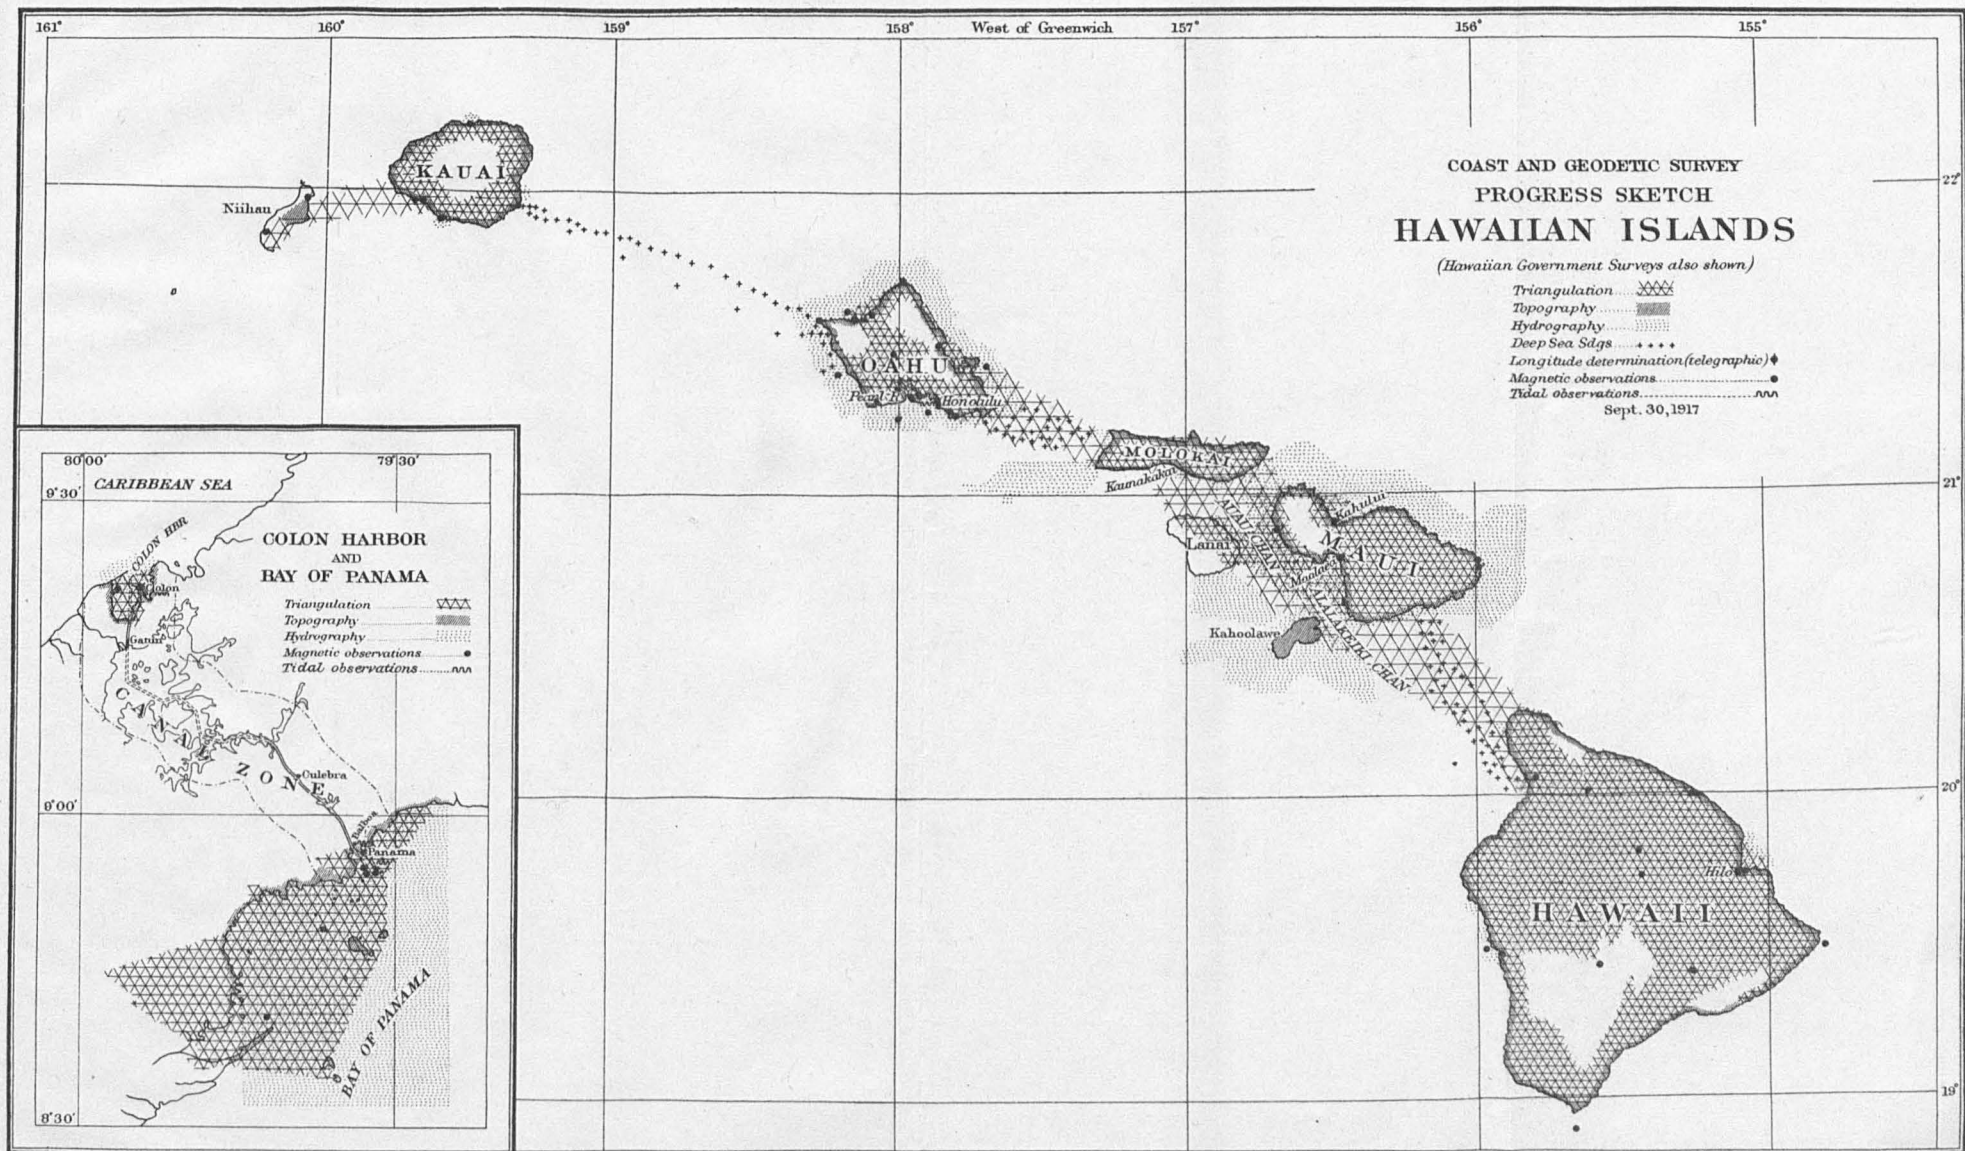 161° 160° 159° 158° West of Greenwich 157° 156° 155°
COAST AND GEODETIC SURVEY
PROGRESS SKETCH
HAWAIIAN ISLANDS
(Hawaiian Government Surveys also shown)
Triangulation
Topography
Hydrography
Deep Sea Sdgs
Longitude determination (telegraphic)
Magnetic observations
Tidal observations
Sept. 30, 1917
22°
21°
20°
19°
KAUAI
Niihau
OAHU
Honolulu
MOLOKAI
Kaunakakai
Kahului
AUAU CHAN
Lanai
MAUI
ALALAKEIKI CHAN
Kahoolawe
Hilo
HAWAII
80°00' 79°30'
CARIBBEAN SEA
9°30'
COLON HBR
COLON HARBOR
AND
BAY OF PANAMA
Triangulation
Topography
Hydrography
Magnetic observations
Tidal observations
Colon
Gatun
CANAL ZONE
Culebra
9°00'
Balboa
Panama
BAY OF PANAMA
8°30'